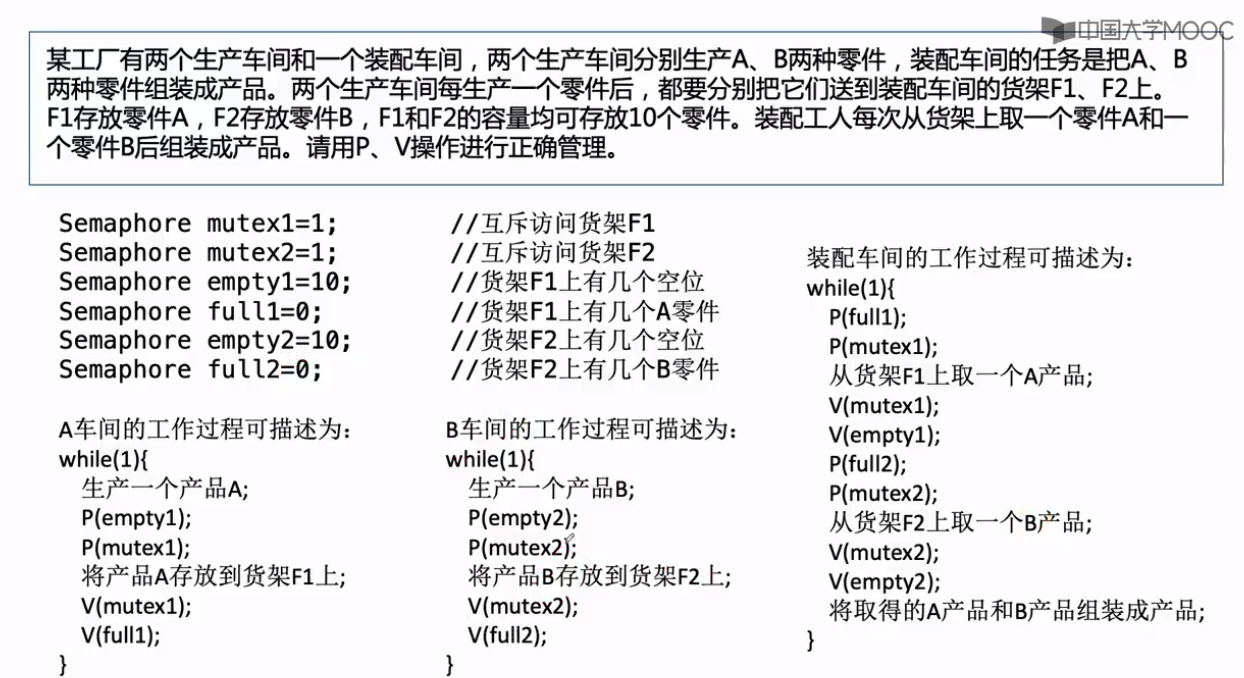 中国大学MOOC
某工厂有两个生产车间和一个装配车间，两个生产车间分别生产A、B两种零件，装配车间的任务是把A、B
两种零件组装成产品。两个生产车间每生产一个零件后，都要分别把它们送到装配车间的货架F1、F2上。
F1存放零件A，F2存放零件B，F1和F2的容量均可存放10个零件。装配工人每次从货架上取一个零件A和一
个零件B后组装成产品。请用P、V操作进行正确管理。
Semaphore mutex1=1; //互斥访问货架F1
Semaphore mutex2=1; //互斥访问货架F2
Semaphore empty1=10; //货架F1上有几个空位
Semaphore full1=0; //货架F1上有几个A零件
Semaphore empty2=10; //货架F2上有几个空位
Semaphore full2=0; //货架F2上有几个B零件
A车间的工作过程可描述为：
while(1){
生产一个产品A;
P(empty1);
P(mutex1);
将产品A存放到货架F1上;
V(mutex1);
V(full1);
}
B车间的工作过程可描述为：
while(1){
生产一个产品B;
P(empty2);
P(mutex2);
将产品B存放到货架F2上;
V(mutex2);
V(full2);
}
装配车间的工作过程可描述为：
while(1){
P(full1);
P(mutex1);
从货架F1上取一个A产品;
V(mutex1);
V(empty1);
P(full2);
P(mutex2);
从货架F2上取一个B产品;
V(mutex2);
V(empty2);
将取得的A产品和B产品组装成产品;
}